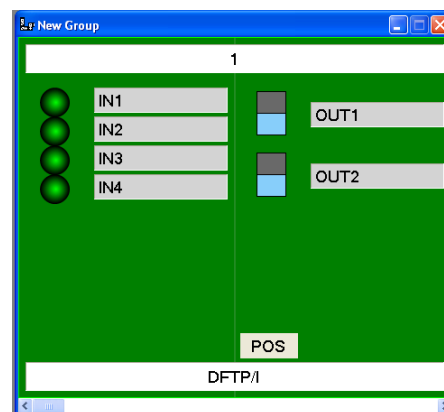 New Group
1
IN1
IN2
IN3
IN4
OUT1
OUT2
POS
DFTP/I